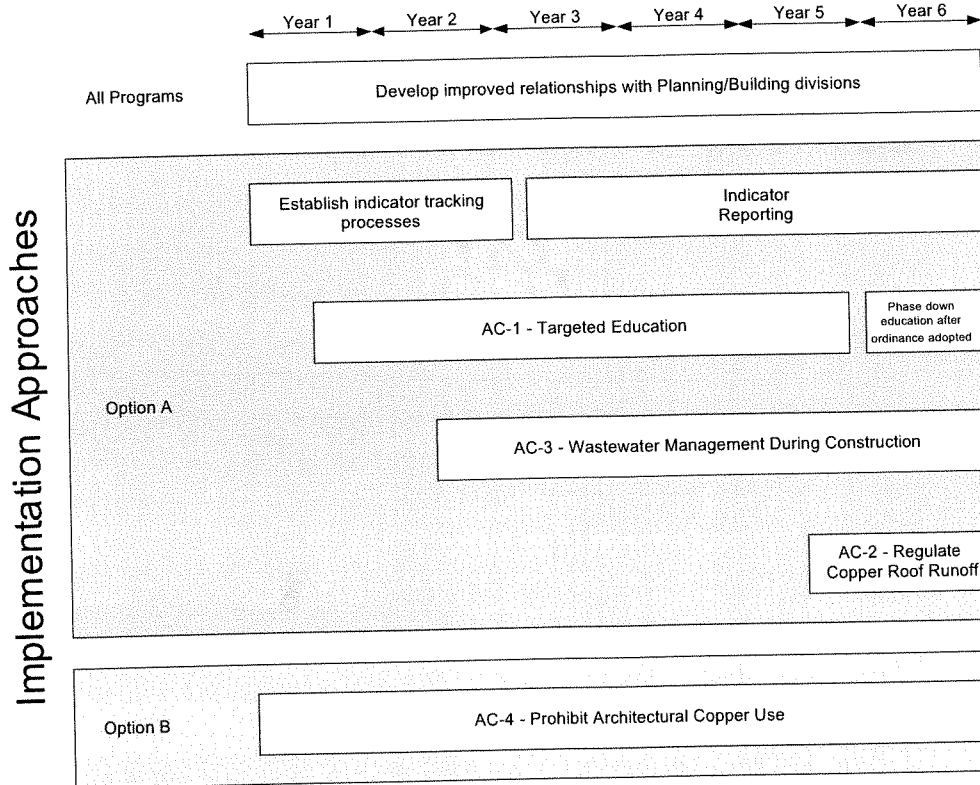 Year 1
Year 2
Year 3
Year 4
Year 5
Year 6
All Programs
Develop improved relationships with Planning/Building divisions
Implementation Approaches
Option A
Establish indicator tracking
processes
Indicator
Reporting
AC-1 - Targeted Education
Phase down
education after
ordinance adopted
AC-3 - Wastewater Management During Construction
AC-2 - Regulate
Copper Roof Runoff
Option B
AC-4 - Prohibit Architectural Copper Use